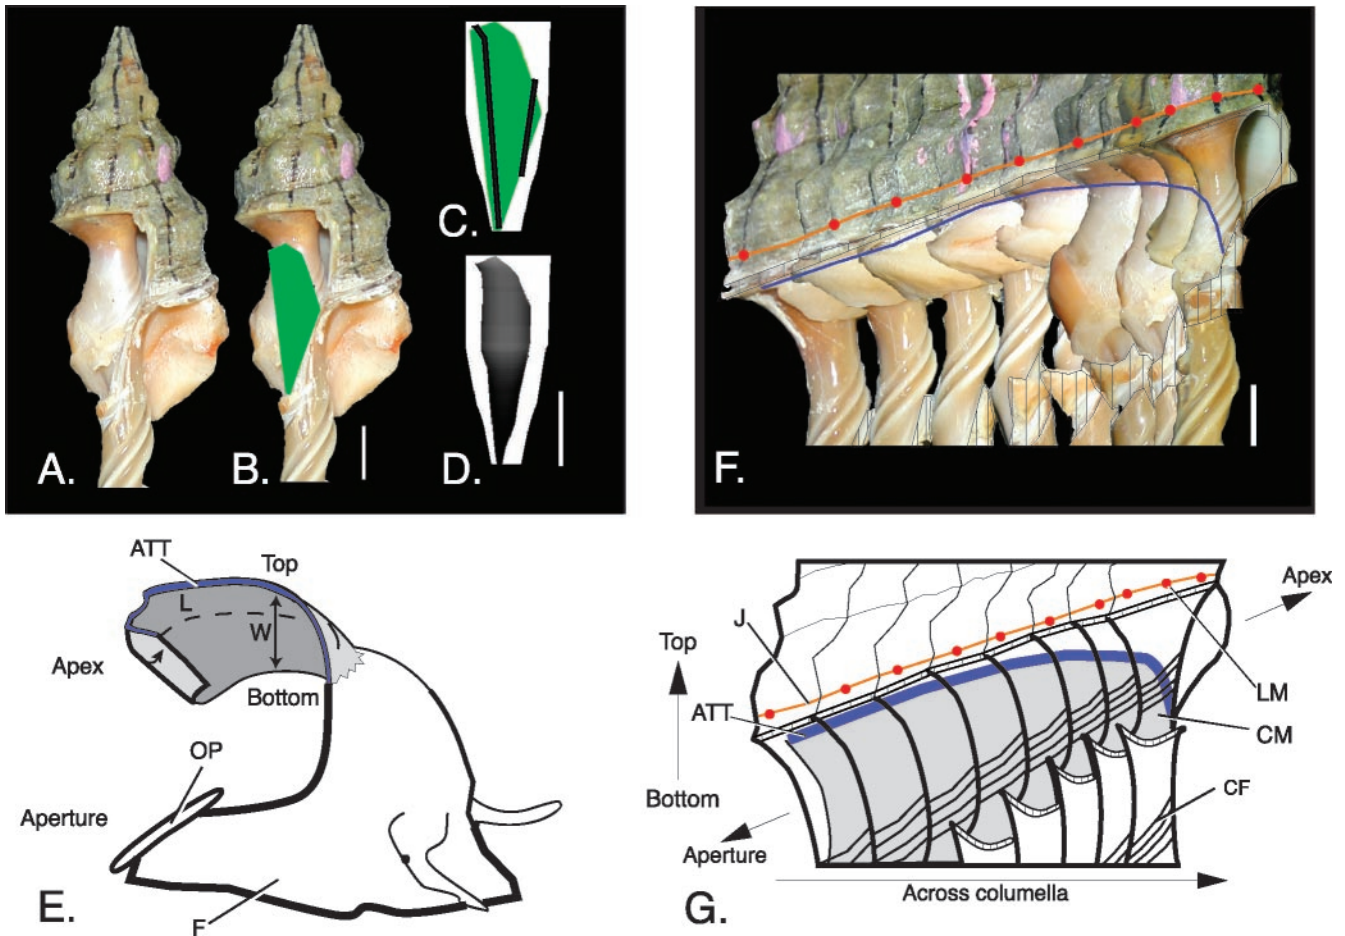 A.
B.
C.
D.
F.
ATT
Top
L
W
Apex
Bottom
OP
Aperture
E.
F
J
Top
Apex
ATT
LM
CM
Bottom
CF
Aperture
Across columella
G.